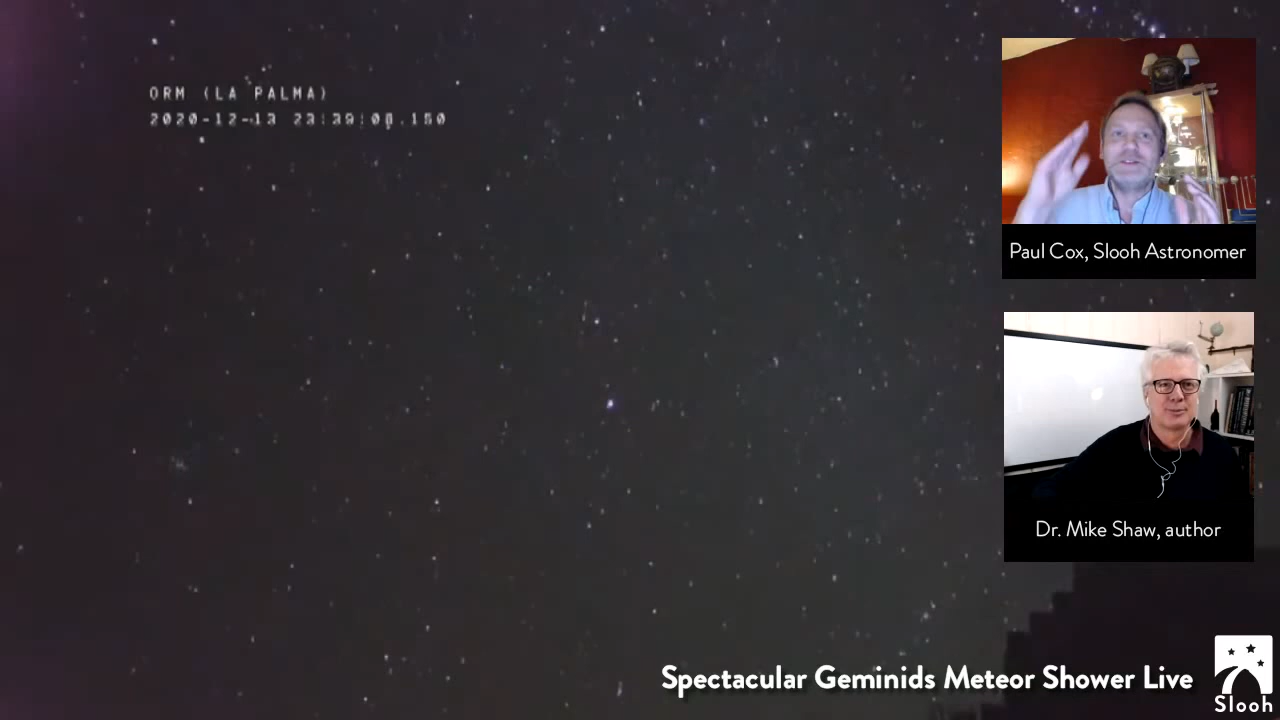 ORM (LA PALMA)
2020-12-13 23:39:08.150
Paul Cox, Slooh Astronomer
Dr. Mike Shaw, author
Spectacular Geminids Meteor Shower Live
Slooh